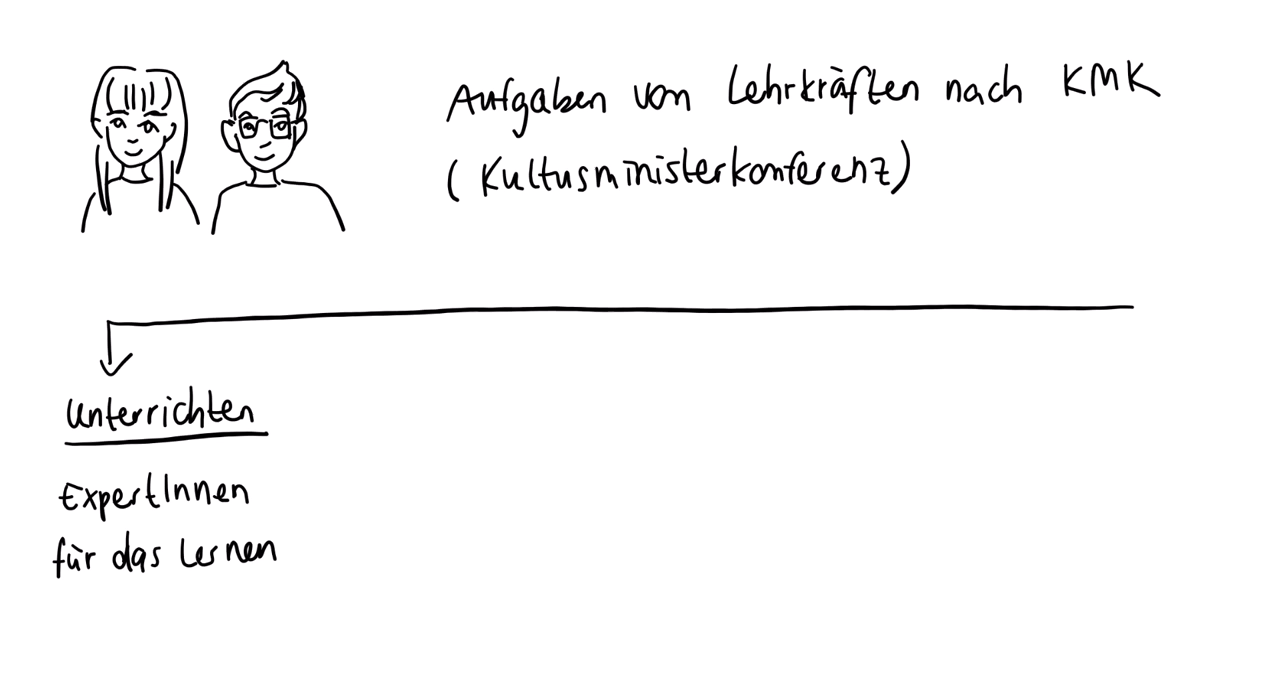 Aufgaben von Lehrkräften nach KMK
(Kultusministerkonferenz)
Unterrichten
ExpertInnen
für das Lernen